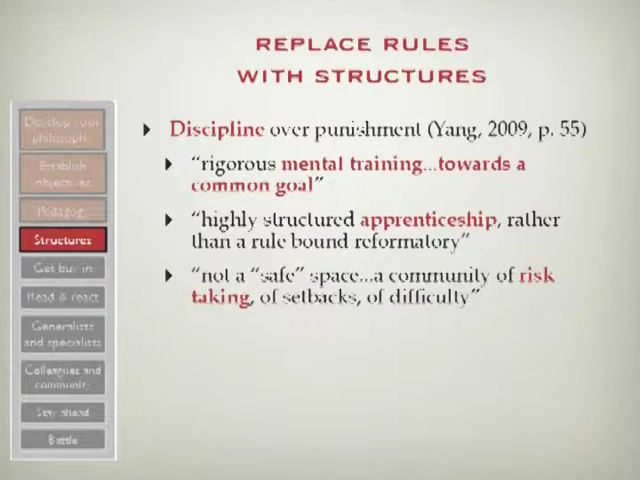 REPLACE RULES
WITH STRUCTURES
Develop your
philosophy
Establish
objectives
Pedagogy
Structures
Get buy in
Read & react
Generalists
and specialists
Colleagues and
community
Stay ahead
Battle
Discipline over punishment (Yang, 2009, p. 55)
“rigorous mental training...towards a
common goal”
“highly structured apprenticeship, rather
than a rule bound reformatory”
“not a “safe” space...a community of risk
taking, of setbacks, of difficulty”